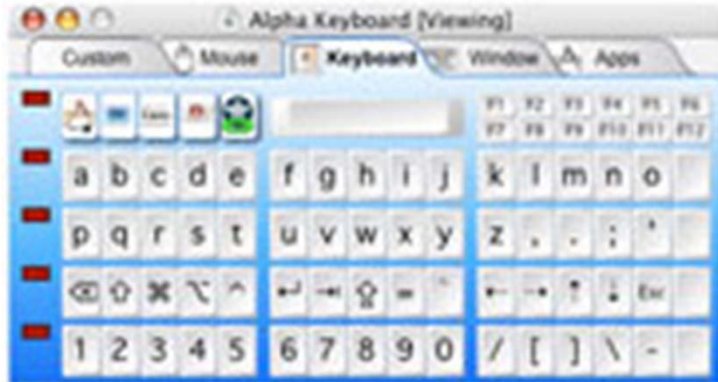 Alpha Keyboard [Viewing]
Custom Mouse Keyboard Window Apps
F1 F2 F3 F4 F5 F6
F7 F8 F9 F10 F11 F12
a b c d e f g h i j k l m n o
p q r s t u v w x y z , . ; '
⌫ ⇧ ⌘ ⌥ ^ ↵ ⇥ ⇪ = ` ← → ↑ ↓ Esc
1 2 3 4 5 6 7 8 9 0 / [ ] \ -